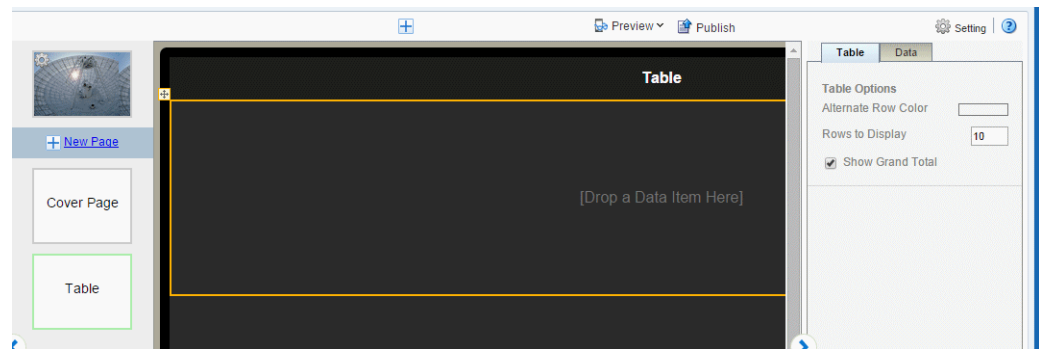 Preview
Publish
Setting
New Page
Cover Page
Table
Table
[Drop a Data Item Here]
Table
Data
Table Options
Alternate Row Color
Rows to Display 10
Show Grand Total